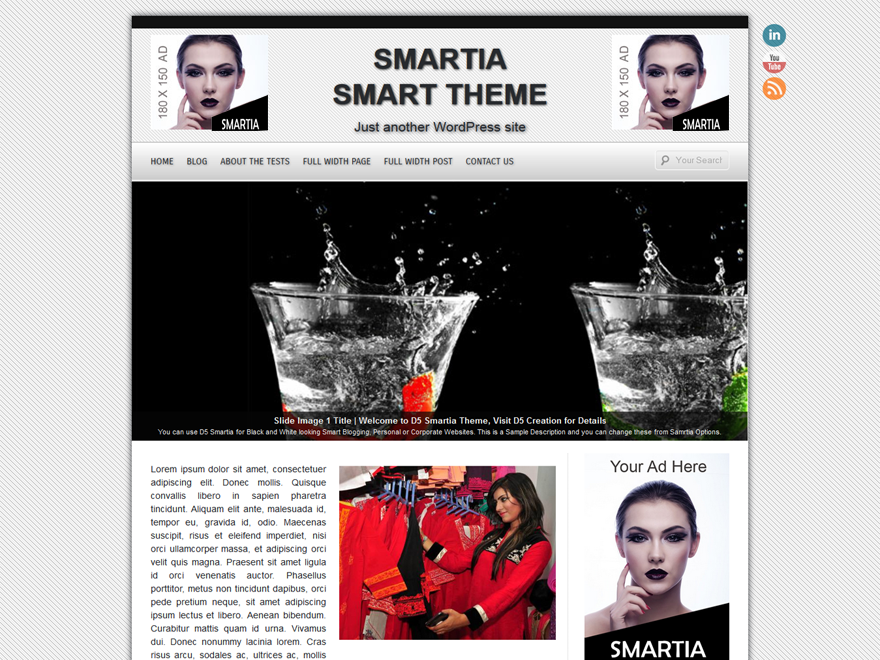 180 X 150 AD
SMARTIA
SMARTIA
SMART THEME
Just another WordPress site
180 X 150 AD
SMARTIA
in
You
Tube
HOME BLOG ABOUT THE TESTS FULL WIDTH PAGE FULL WIDTH POST CONTACT US
Your Searct
Slide Image 1 Title | Welcome to D5 Smartia Theme, Visit D5 Creation for Details
You can use D5 Smartia for Black and White looking Smart Blogging, Personal or Corporate Websites. This is a Sample Description and you can change these from Samrtia Options.
Lorem ipsum dolor sit amet, consectetuer
adipiscing elit. Donec mollis. Quisque
convallis libero in sapien pharetra
tincidunt. Aliquam elit ante, malesuada id,
tempor eu, gravida id, odio. Maecenas
suscipit, risus et eleifend imperdiet, nisi
orci ullamcorper massa, et adipiscing orci
velit quis magna. Praesent sit amet ligula
id orci venenatis auctor. Phasellus
porttitor, metus non tincidunt dapibus, orci
pede pretium neque, sit amet adipiscing
ipsum lectus et libero. Aenean bibendum.
Curabitur mattis quam id urna. Vivamus
dui. Donec nonummy lacinia lorem. Cras
risus arcu, sodales ac, ultrices ac, mollis
Your Ad Here
SMARTIA